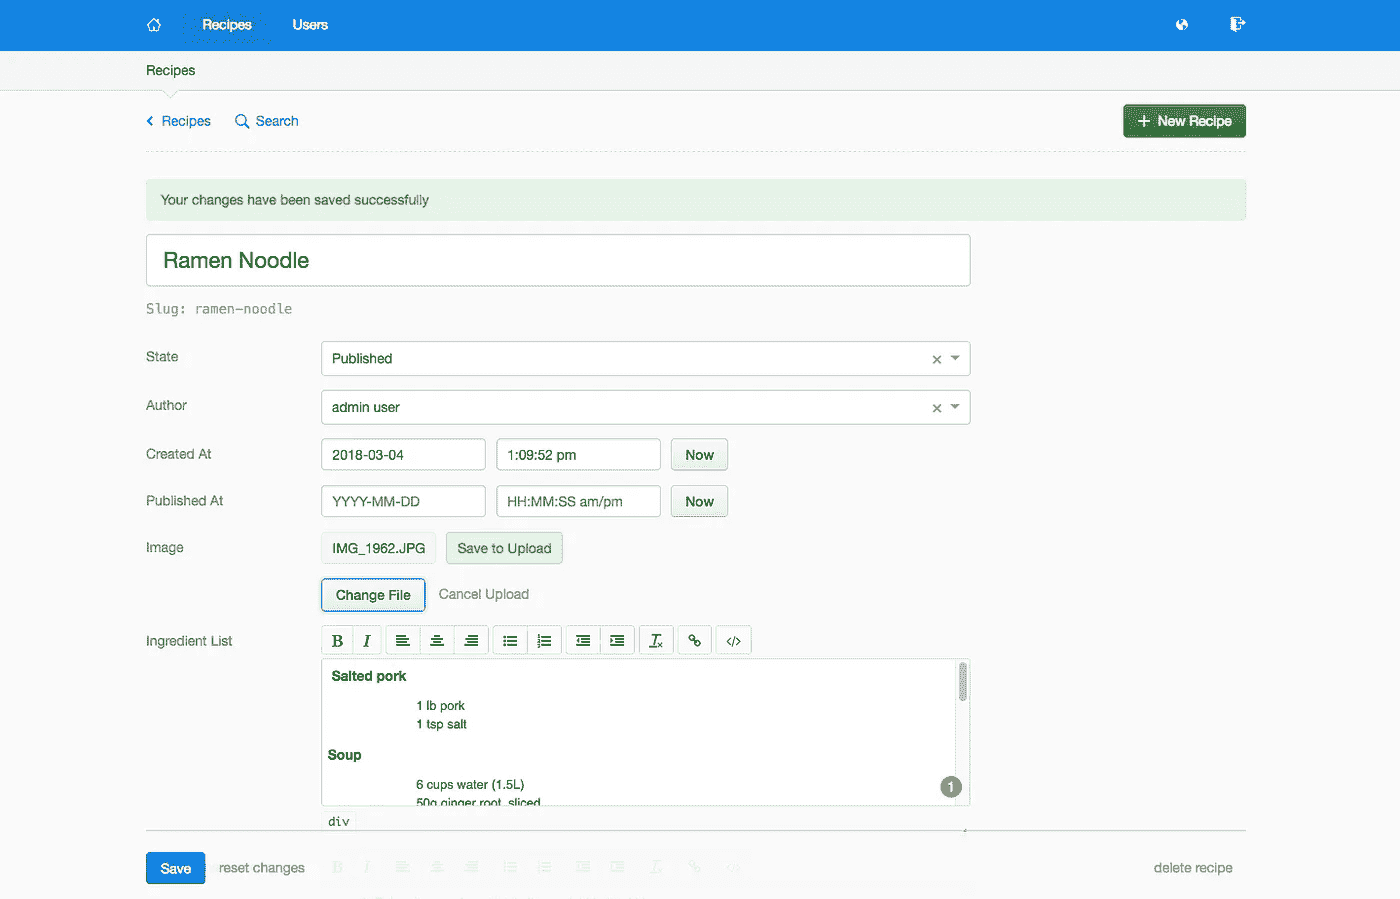 Recipes Users
Recipes
Recipes Search
+ New Recipe
Your changes have been saved successfully
Ramen Noodle
Slug: ramen-noodle
State Published
Author admin user
Created At 2018-03-04 1:09:52 pm Now
Published At YYYY-MM-DD HH:MM:SS am/pm Now
Image IMG_1962.JPG Save to Upload
Change File Cancel Upload
Ingredient List B I
Salted pork
1 lb pork
1 tsp salt
Soup
6 cups water (1.5L)
50g ginger root, sliced
1
div
Save reset changes delete recipe